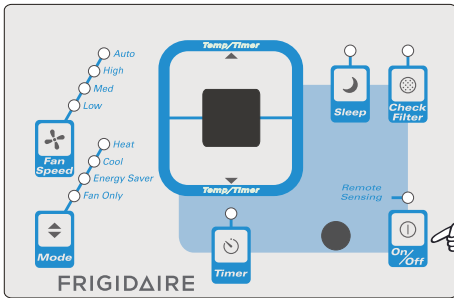 Auto
High
Med
Low
Fan
Speed
Heat
Cool
Energy Saver
Fan Only
Mode
Temp/Timer
Temp/Timer
Sleep
Check
Filter
Remote
Sensing
Timer
On
/Off
FRIGIDAIRE